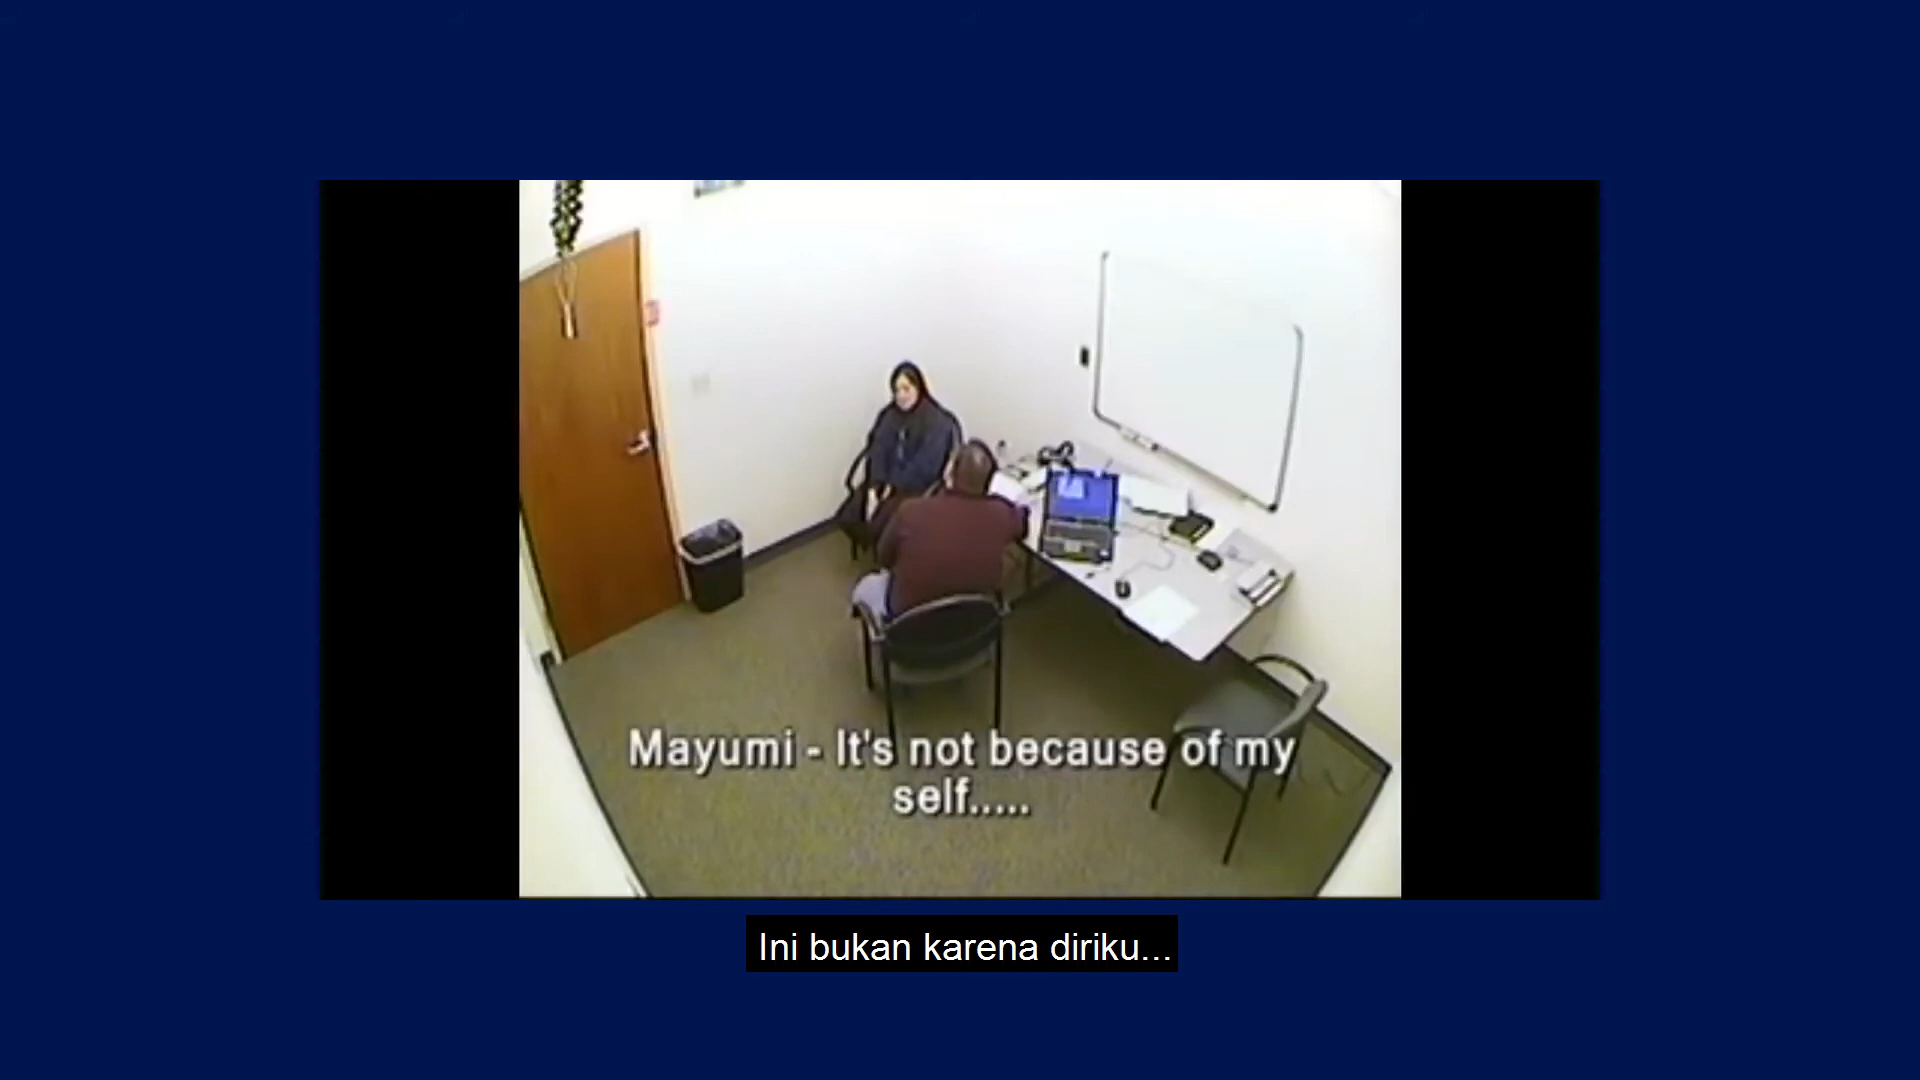 Mayumi - It's not because of my
self.....
Ini bukan karena diriku...